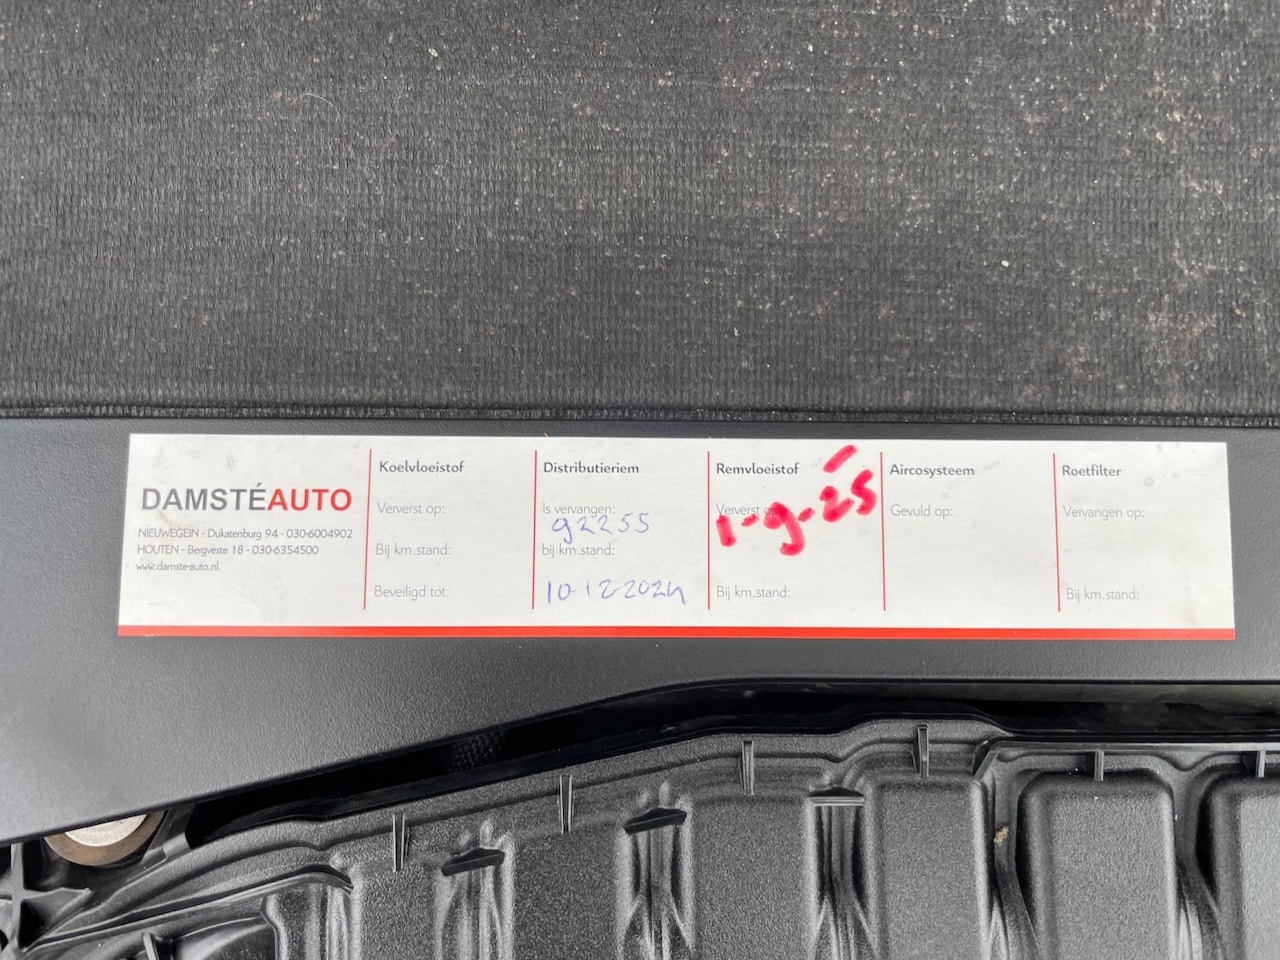 DAMSTÉAUTO
NIEUWEGEIN - Dukatenburg 94 - 030-6004902
HOUTEN - Bergveste 18 - 030-6354500
www.damste-auto.nl
Koelvloeistof
Ververst op:
Bij km.stand:
Beveiligd tot:
Distributieriem
Is vervangen:
92255
bij km.stand:
10-12-2024
Remvloeistof
Ververst op:
1-9-25
Bij km.stand:
Aircosysteem
Gevuld op:
Roetfilter
Vervangen op:
Bij km.stand: